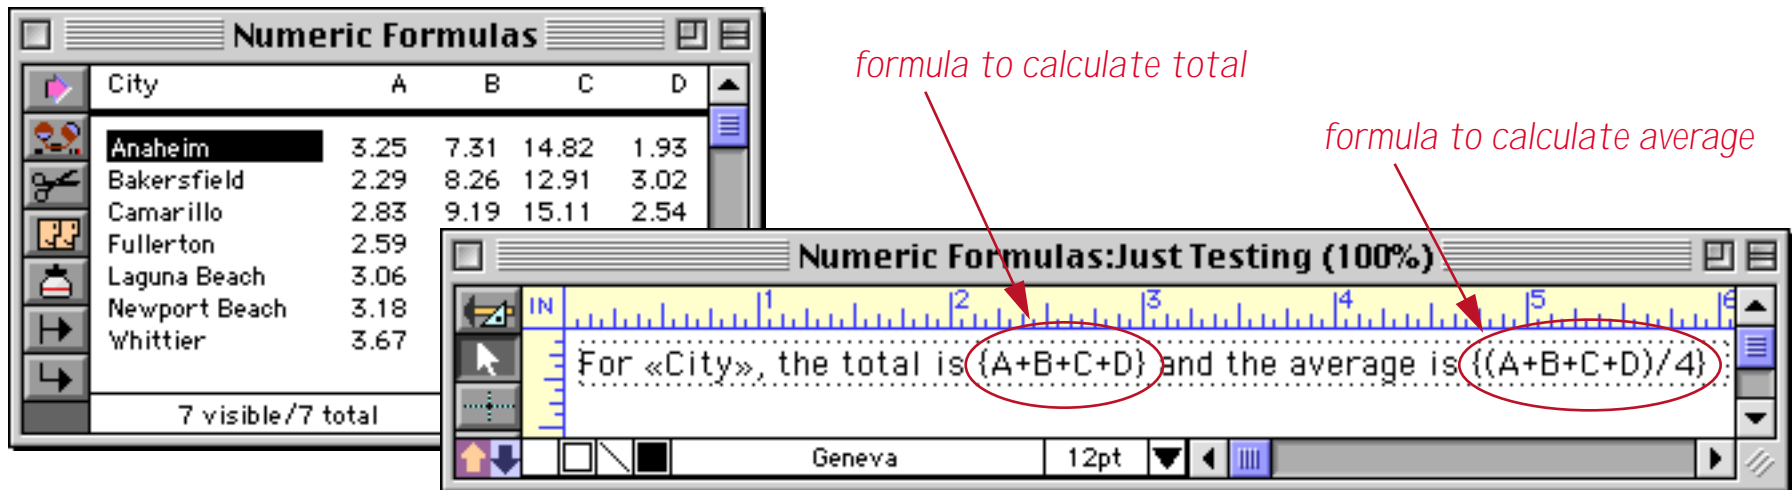 Numeric Formulas
City A B C D
Anaheim 3.25 7.31 14.82 1.93
Bakersfield 2.29 8.26 12.91 3.02
Camarillo 2.83 9.19 15.11 2.54
Fullerton 2.59
Laguna Beach 3.06
Newport Beach 3.18
Whittier 3.67
7 visible/7 total
formula to calculate total
formula to calculate average
Numeric Formulas:Just Testing (100%)
IN 1 2 3 4 5 6
For «City», the total is {A+B+C+D} and the average is {(A+B+C+D)/4}
Geneva 12pt